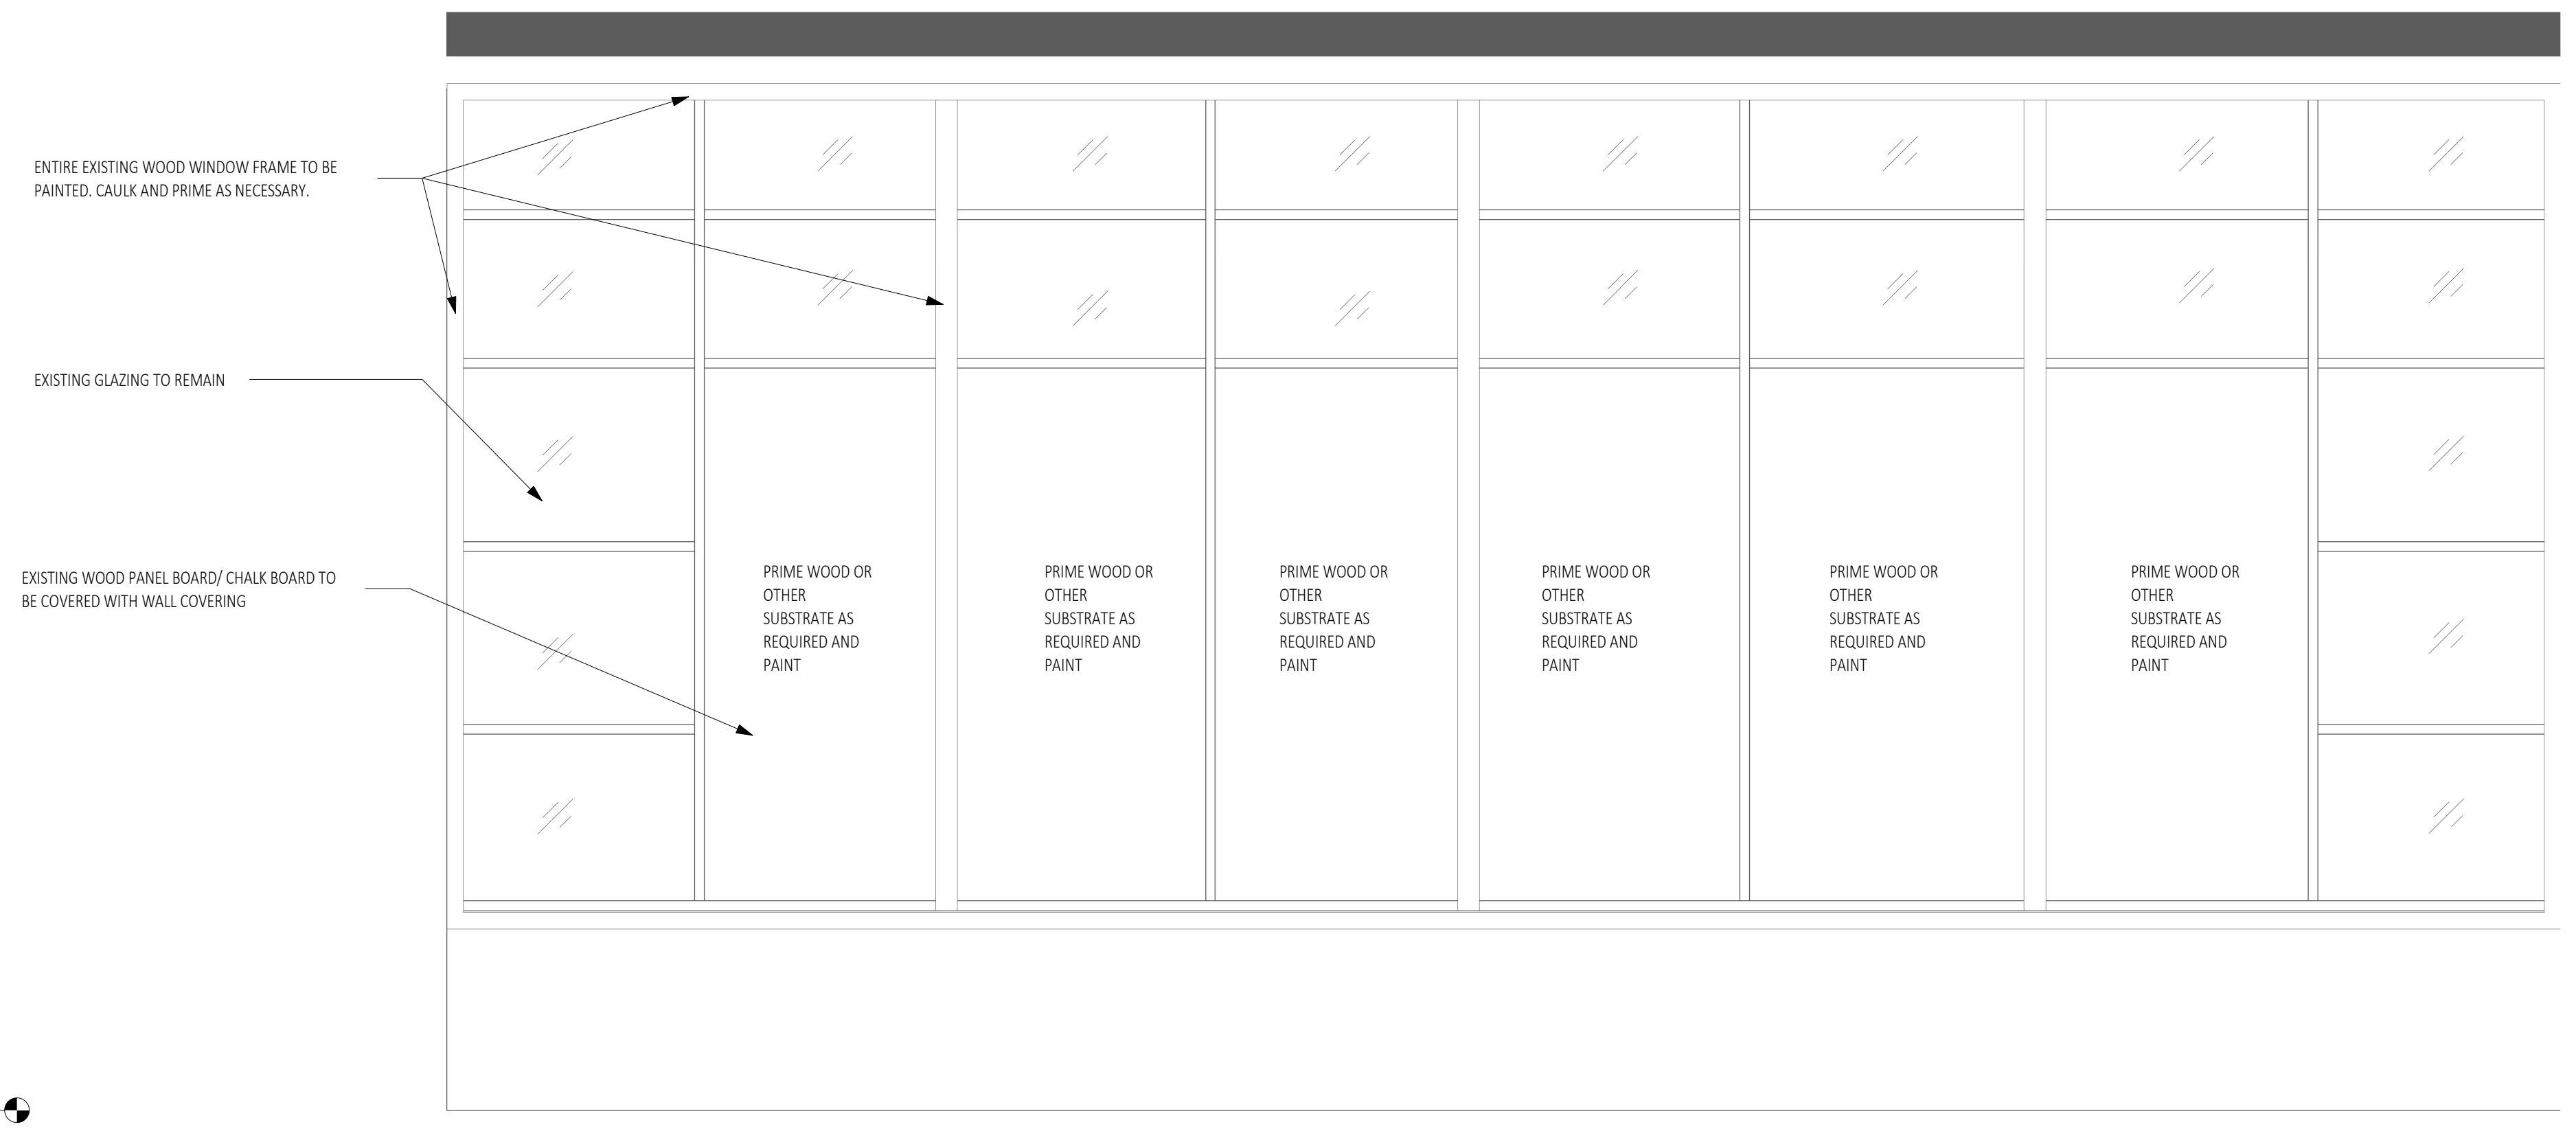 ENTIRE EXISTING WOOD WINDOW FRAME TO BE
PAINTED. CAULK AND PRIME AS NECESSARY.
EXISTING GLAZING TO REMAIN
EXISTING WOOD PANEL BOARD/ CHALK BOARD TO
BE COVERED WITH WALL COVERING
PRIME WOOD OR
OTHER
SUBSTRATE AS
REQUIRED AND
PAINT
PRIME WOOD OR
OTHER
SUBSTRATE AS
REQUIRED AND
PAINT
PRIME WOOD OR
OTHER
SUBSTRATE AS
REQUIRED AND
PAINT
PRIME WOOD OR
OTHER
SUBSTRATE AS
REQUIRED AND
PAINT
PRIME WOOD OR
OTHER
SUBSTRATE AS
REQUIRED AND
PAINT
PRIME WOOD OR
OTHER
SUBSTRATE AS
REQUIRED AND
PAINT